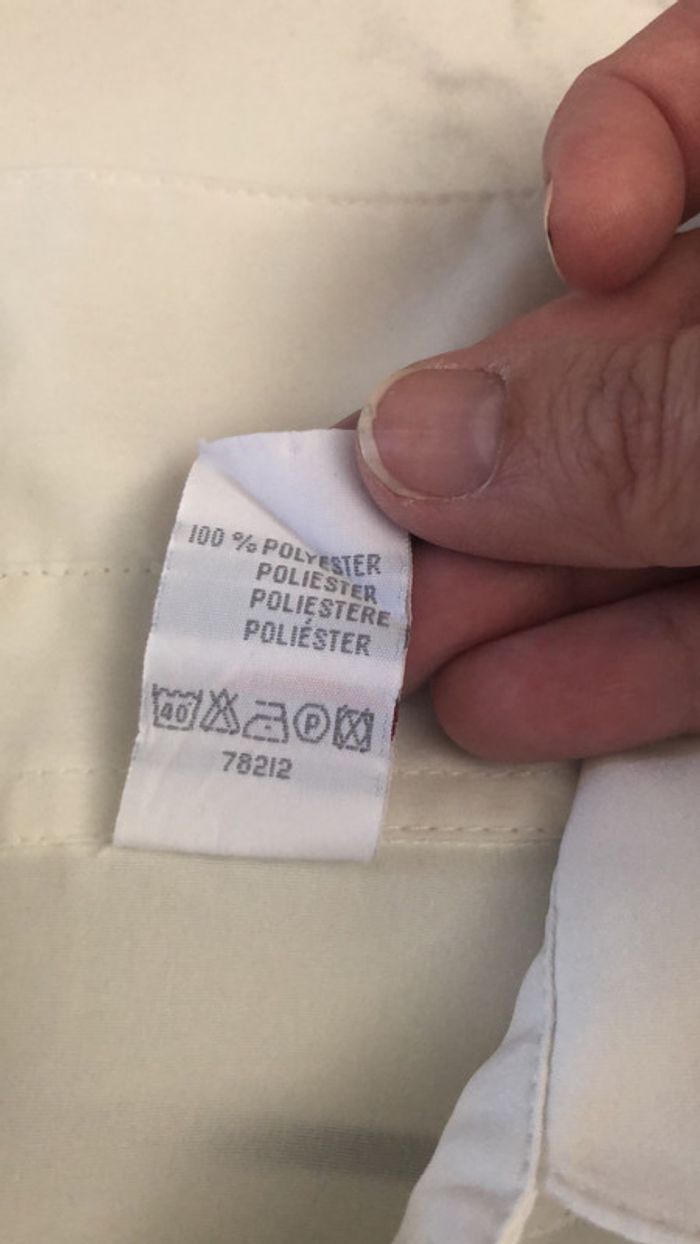 100 % POLYESTER
POLIESTER
POLIESTERE
POLIÉSTER
40° P
78212